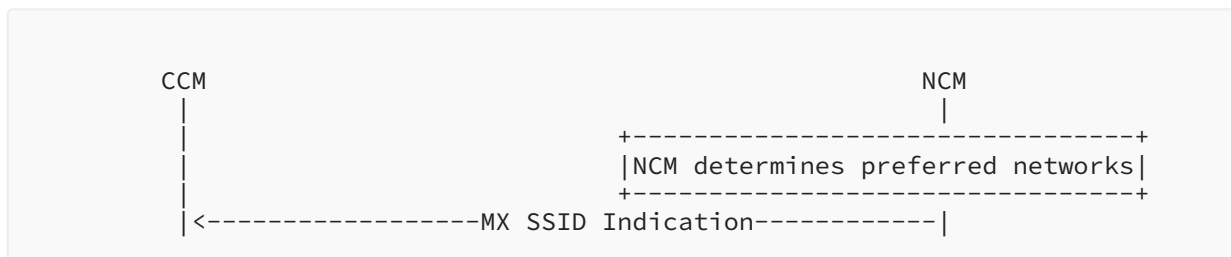 CCM NCM
| |
| +---------------------------------+
| |NCM determines preferred networks|
| +---------------------------------+
|<------------------MX SSID Indication------------|